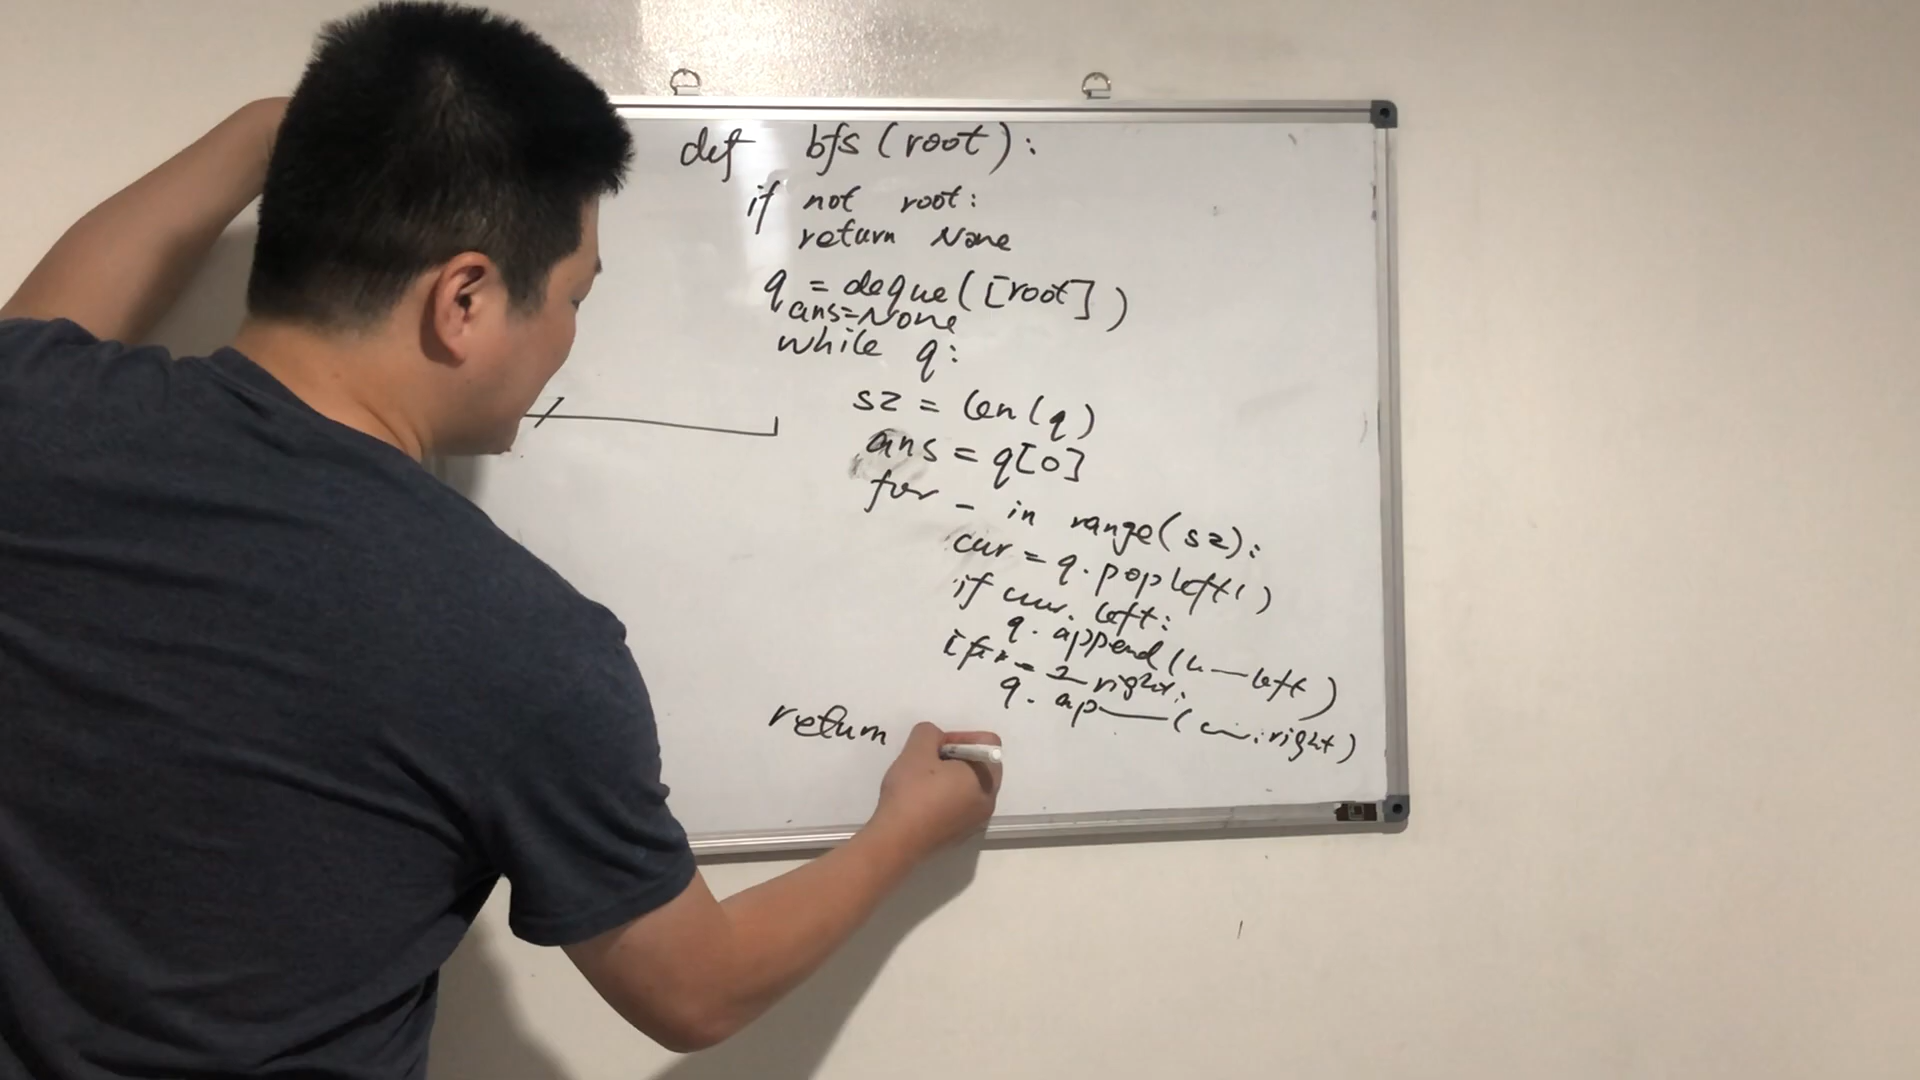 def bfs(root):
if not root:
return None
q = deque([root])
ans=None
while q:
sz = len(q)
ans = q[0]
for - in range(sz):
cur = q.popleft()
if cur.left:
q.append( left)
if right:
q. ap—(cur.right)
return